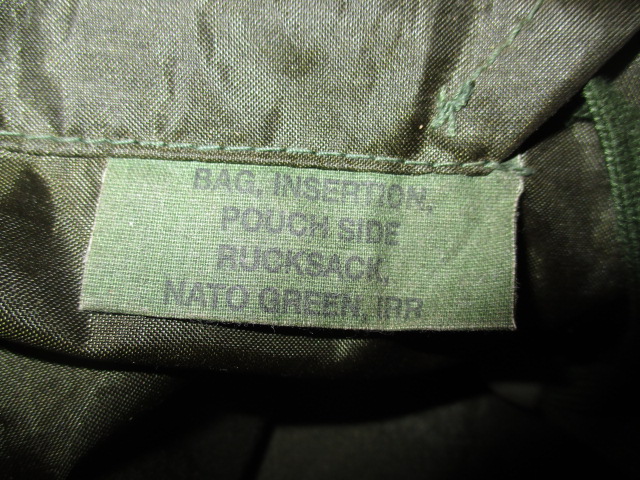 BAG, INSERTION,
POUCH SIDE
RUCKSACK,
NATO GREEN, IRR